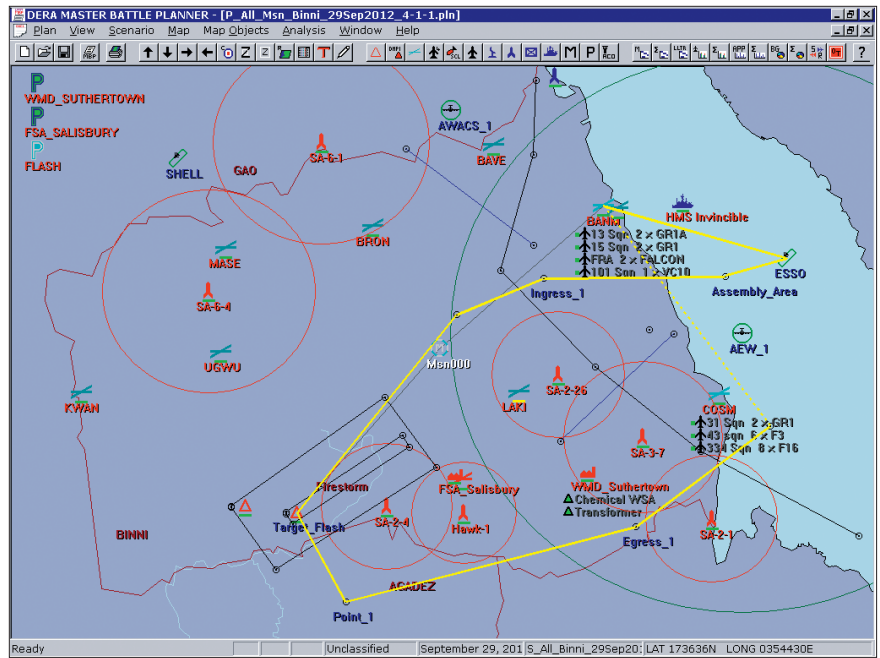 DERA MASTER BATTLE PLANNER - [P_All_Msn_Binni_29Sep2012_4-1-1.pln]
Plan View Scenario Map Map Objects Analysis Window Help
WMD_SUTHERTOWN
FSA_SALISBURY
FLASH
SHELL
GAO
SA-6-1
AWACS_1
BAVE
BRON
MASE
SA-6-4
UGWU
KWAN
BANM
HMS Invincible
13 Sqn 2 x GR1A
15 Sqn 2 x GR1
FRA 2 x FALCON
101 Sqn 1 x VC10
ESSO
Ingress_1
Assembly_Area
AEW_1
Msn000
SA-2-26
LAKI
COSM
31 Sqn 2 x GR1
43 sqn 6 x F3
334 Sqn 8 x F16
SA-3-7
Firestorm
FSA_Salisbury
WMD_Suthertown
Chemical WSA
Transformer
BINNI
Target_Flash
SA-2-4
Hawk-1
SA-2-1
Egress_1
AGADEZ
Point_1
Ready Unclassified September 29, 201 S_All_Binni_29Sep20: LAT 173636N LONG 0354430E